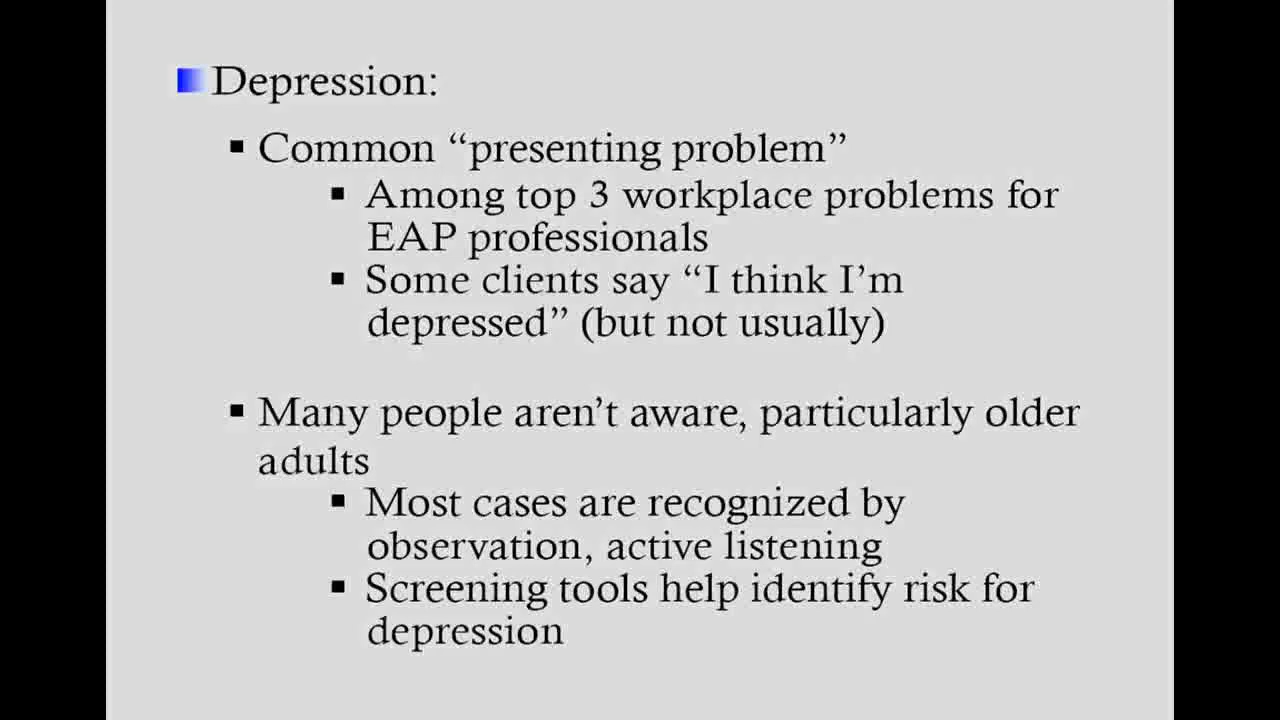 Depression:
Common “presenting problem”
Among top 3 workplace problems for
EAP professionals
Some clients say “I think I’m
depressed” (but not usually)
Many people aren’t aware, particularly older
adults
Most cases are recognized by
observation, active listening
Screening tools help identify risk for
depression